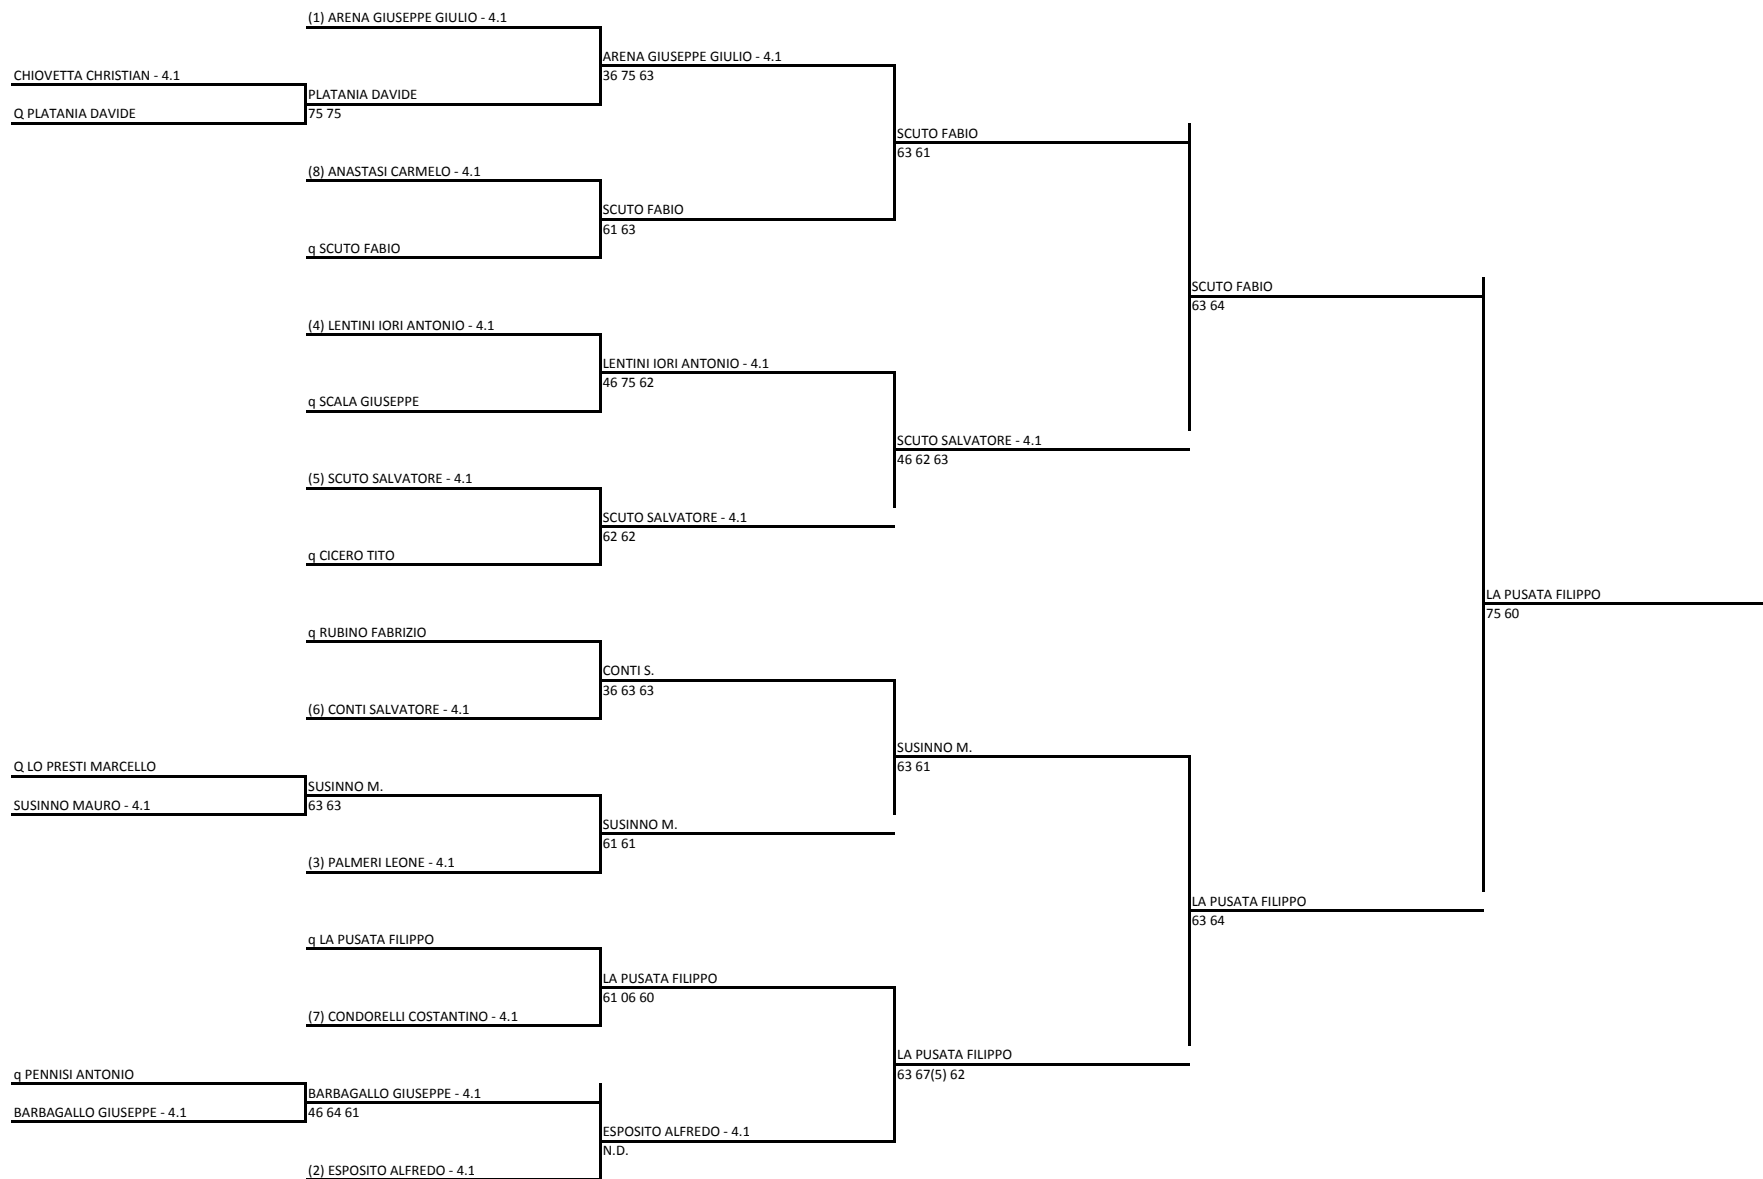 (1) ARENA GIUSEPPE GIULIO - 4.1
ARENA GIUSEPPE GIULIO - 4.1
36 75 63
CHIOVETTA CHRISTIAN - 4.1
PLATANIA DAVIDE
75 75
Q PLATANIA DAVIDE
SCUTO FABIO
63 61
(8) ANASTASI CARMELO - 4.1
SCUTO FABIO
61 63
q SCUTO FABIO
SCUTO FABIO
63 64
(4) LENTINI IORI ANTONIO - 4.1
LENTINI IORI ANTONIO - 4.1
46 75 62
q SCALA GIUSEPPE
SCUTO SALVATORE - 4.1
46 62 63
(5) SCUTO SALVATORE - 4.1
SCUTO SALVATORE - 4.1
62 62
q CICERO TITO
LA PUSATA FILIPPO
75 60
q RUBINO FABRIZIO
CONTI S.
36 63 63
(6) CONTI SALVATORE - 4.1
SUSINNO M.
63 61
Q LO PRESTI MARCELLO
SUSINNO M.
63 63
SUSINNO MAURO - 4.1
SUSINNO M.
61 61
(3) PALMERI LEONE - 4.1
LA PUSATA FILIPPO
63 64
q LA PUSATA FILIPPO
LA PUSATA FILIPPO
61 06 60
(7) CONDORELLI COSTANTINO - 4.1
LA PUSATA FILIPPO
63 67(5) 62
q PENNISI ANTONIO
BARBAGALLO GIUSEPPE - 4.1
46 64 61
BARBAGALLO GIUSEPPE - 4.1
ESPOSITO ALFREDO - 4.1
N.D.
(2) ESPOSITO ALFREDO - 4.1